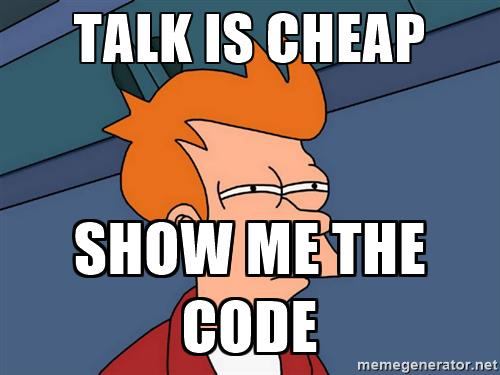 TALK IS CHEAP
SHOW ME THE
CODE
memegenerator.net